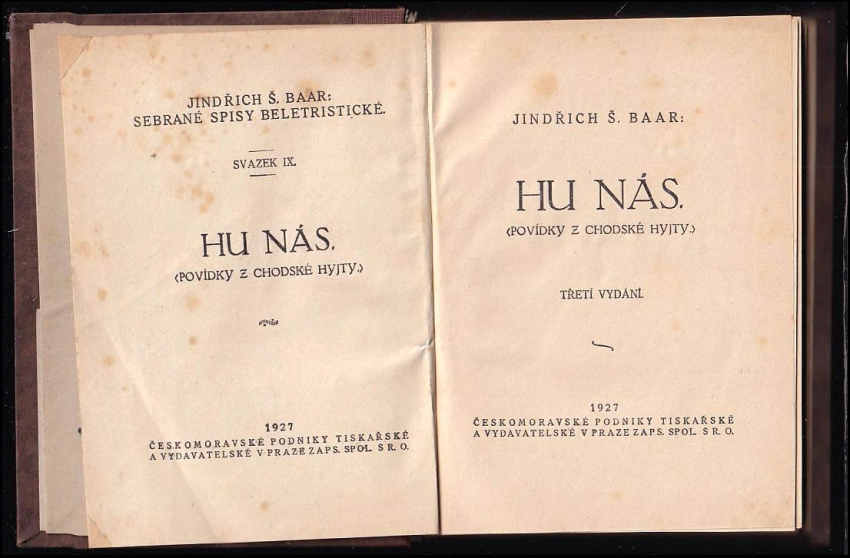 JINDŘICH Š. BAAR:
SEBRANÉ SPISY BELETRISTICKÉ.
SVAZEK IX.
HU NÁS.
(POVÍDKY Z CHODSKÉ HYJTY.)
1927
ČESKOMORAVSKÉ PODNIKY TISKAŘSKÉ
A VYDAVATELSKÉ V PRAZE ZAPS. SPOL. S R. O.
JINDŘICH Š. BAAR:
HU NÁS.
(POVÍDKY Z CHODSKÉ HYJTY.)
TŘETÍ VYDÁNÍ.
1927
ČESKOMORAVSKÉ PODNIKY TISKAŘSKÉ
A VYDAVATELSKÉ V PRAZE ZAPS. SPOL. S R. O.